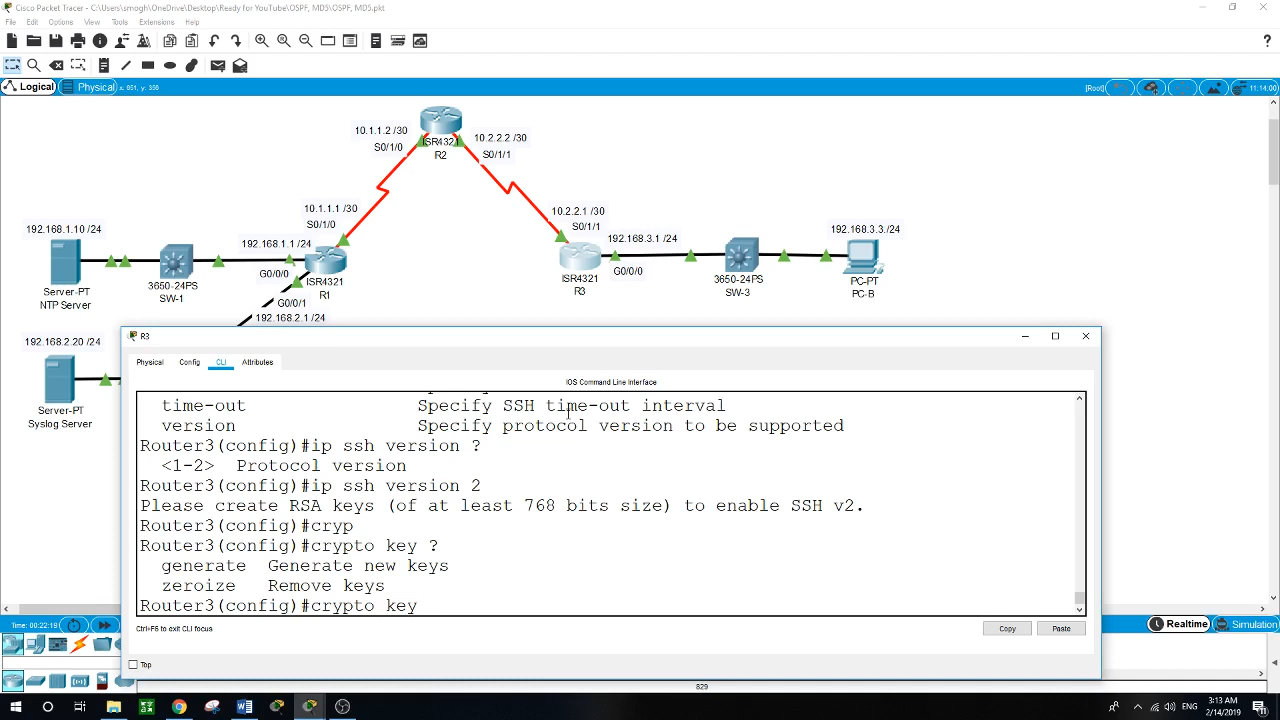 Cisco Packet Tracer - C:\Users\smogh\OneDrive\Desktop\Ready for YouTube\OSPF, MD5\OSPF, MD5.pkt
File Edit Options View Tools Extensions Help
Logical Physical x: 851, y: 356 [Root] 11:14:00
10.1.1.2 /30
S0/1/0
ISR4321
R2
10.2.2.2 /30
S0/1/1
10.1.1.1 /30
S0/1/0
10.2.2.1 /30
S0/1/1
192.168.1.10 /24
Server-PT
NTP Server
3650-24PS
SW-1
192.168.1.1 /24
G0/0/0
ISR4321
R1
G0/0/1
192.168.2.1 /24
ISR4321
R3
192.168.3.1 /24
G0/0/0
3650-24PS
SW-3
192.168.3.3./24
PC-PT
PC-B
192.168.2.20 /24
Server-PT
Syslog Server
R3
Physical Config CLI Attributes
IOS Command Line Interface
time-out Specify SSH time-out interval
version Specify protocol version to be supported
Router3(config)#ip ssh version ?
<1-2> Protocol version
Router3(config)#ip ssh version 2
Please create RSA keys (of at least 768 bits size) to enable SSH v2.
Router3(config)#cryp
Router3(config)#crypto key ?
generate Generate new keys
zeroize Remove keys
Router3(config)#crypto key
Ctrl+F6 to exit CLI focus
Copy Paste
Top
Time: 00:22:19 Realtime Simulation
829
ENG
3:13 AM
2/14/2019